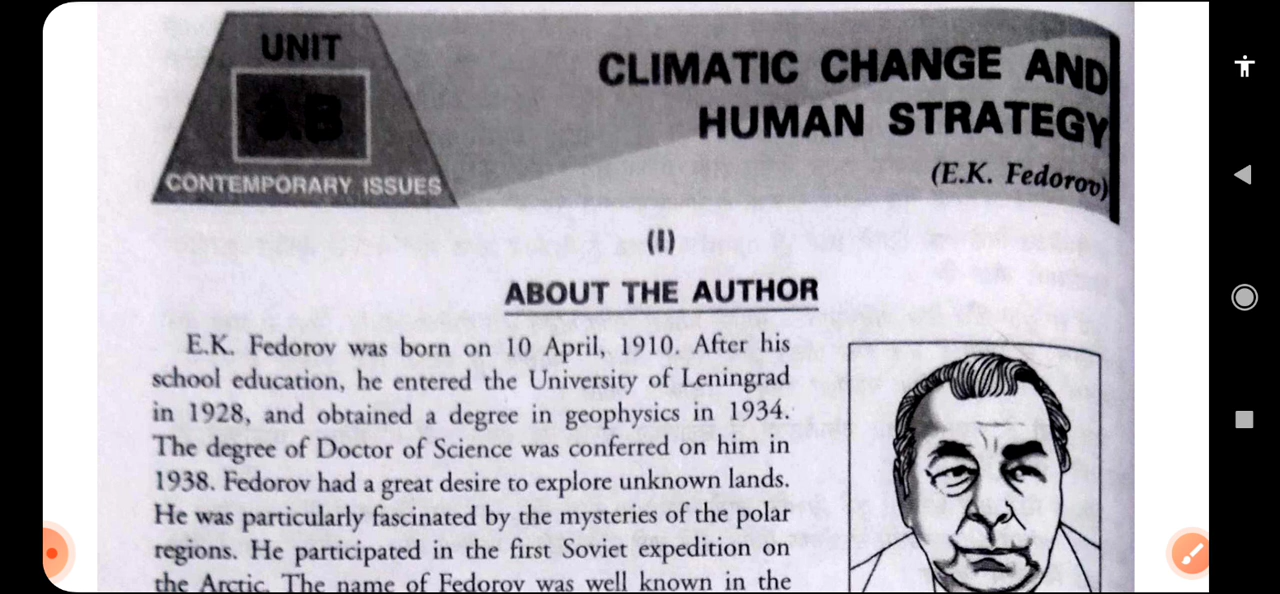 UNIT
CONTEMPORARY ISSUES
CLIMATIC CHANGE AND
HUMAN STRATEGY
(E.K. Fedorov)
(I)
ABOUT THE AUTHOR
E.K. Fedorov was born on 10 April, 1910. After his
school education, he entered the University of Leningrad
in 1928, and obtained a degree in geophysics in 1934.
The degree of Doctor of Science was conferred on him in
1938. Fedorov had a great desire to explore unknown lands.
He was particularly fascinated by the mysteries of the polar
regions. He participated in the first Soviet expedition on
the Arctic. The name of Fedorov was well known in the